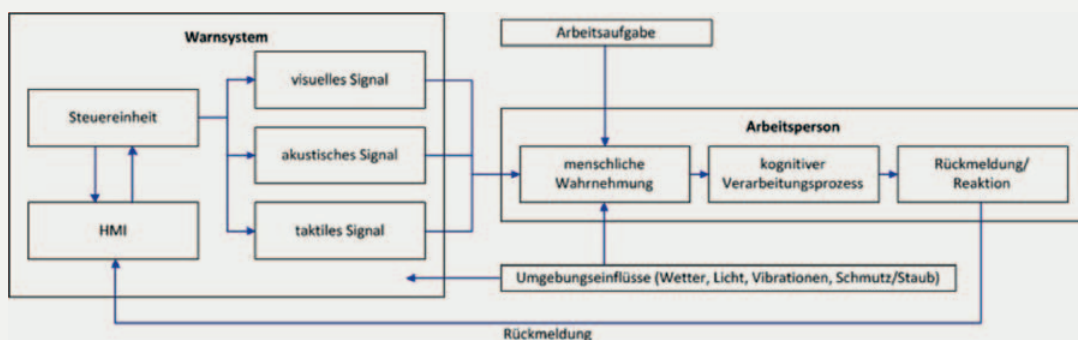 Warnsystem
Steuereinheit
HMI
visuelles Signal
akustisches Signal
taktiles Signal
Arbeitsaufgabe
Arbeitsperson
menschliche
Wahrnehmung
kognitiver
Verarbeitungsprozess
Rückmeldung/
Reaktion
Umgebungseinflüsse (Wetter, Licht, Vibrationen, Schmutz/Staub)
Rückmeldung